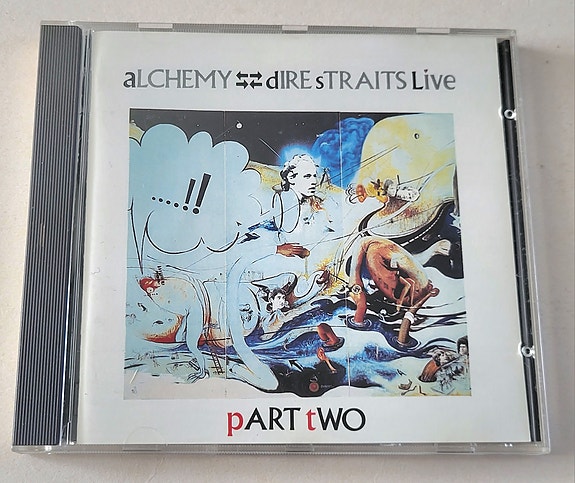 aLCHEMY ⇆ dIRE sTRAITS Live
.....!!
pART tWO